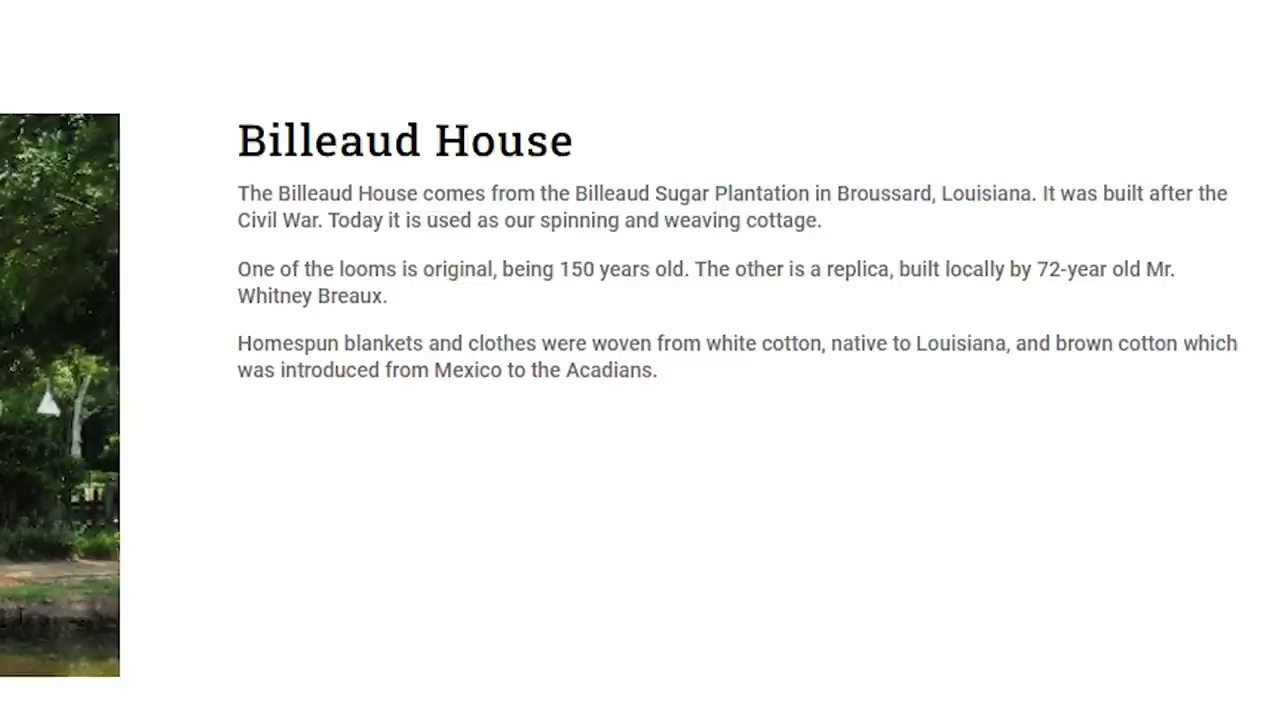 Billeaud House
The Billeaud House comes from the Billeaud Sugar Plantation in Broussard, Louisiana. It was built after the
Civil War. Today it is used as our spinning and weaving cottage.
One of the looms is original, being 150 years old. The other is a replica, built locally by 72-year old Mr.
Whitney Breaux.
Homespun blankets and clothes were woven from white cotton, native to Louisiana, and brown cotton which
was introduced from Mexico to the Acadians.